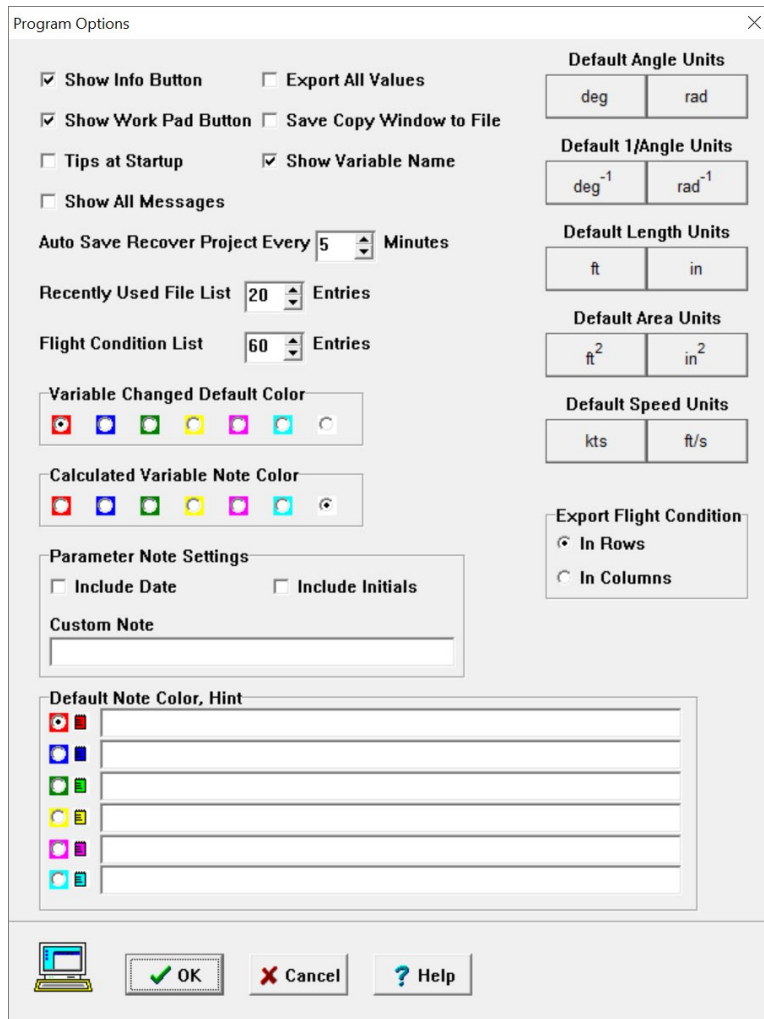 Program Options
Show Info Button
Export All Values
Show Work Pad Button
Save Copy Window to File
Tips at Startup
Show Variable Name
Show All Messages
Auto Save Recover Project Every 5 Minutes
Recently Used File List 20 Entries
Flight Condition List 60 Entries
Variable Changed Default Color
Calculated Variable Note Color
Parameter Note Settings
Include Date
Include Initials
Custom Note
Default Note Color, Hint
Default Angle Units
deg rad
Default 1/Angle Units
deg⁻¹ rad⁻¹
Default Length Units
ft in
Default Area Units
ft² in²
Default Speed Units
kts ft/s
Export Flight Condition
In Rows
In Columns
OK Cancel ? Help